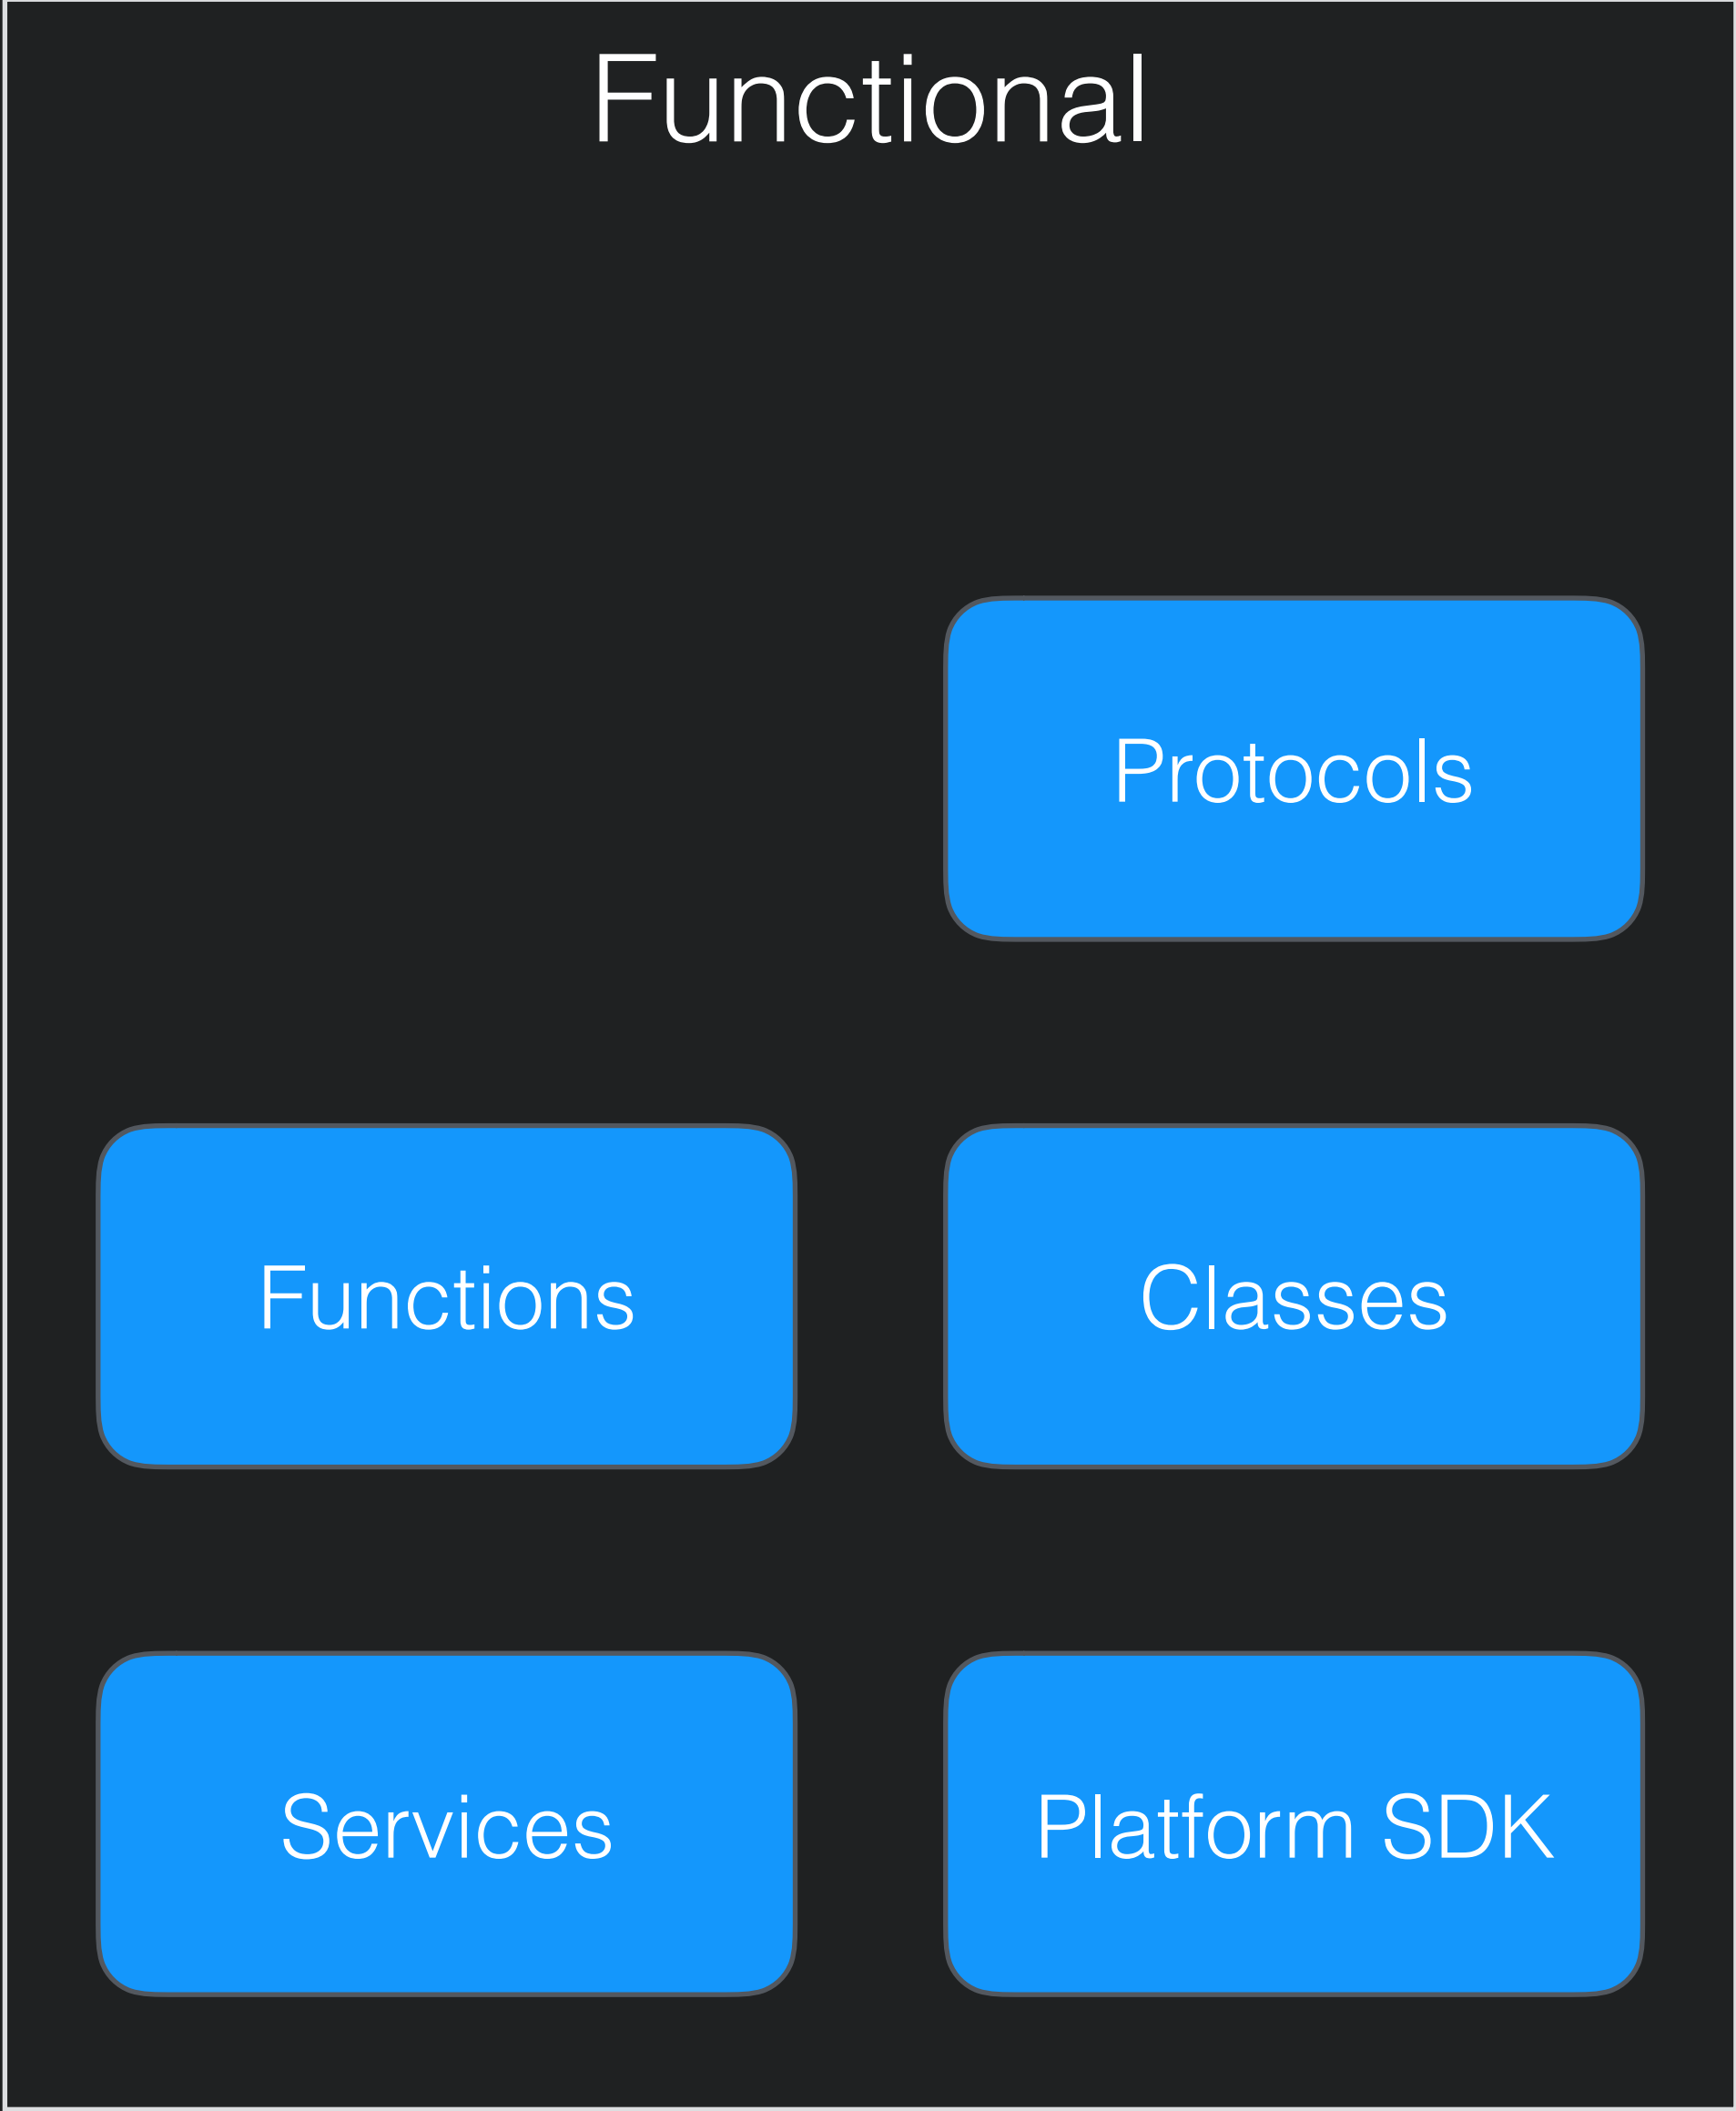 Functional
Protocols
Functions
Classes
Services
Platform SDK